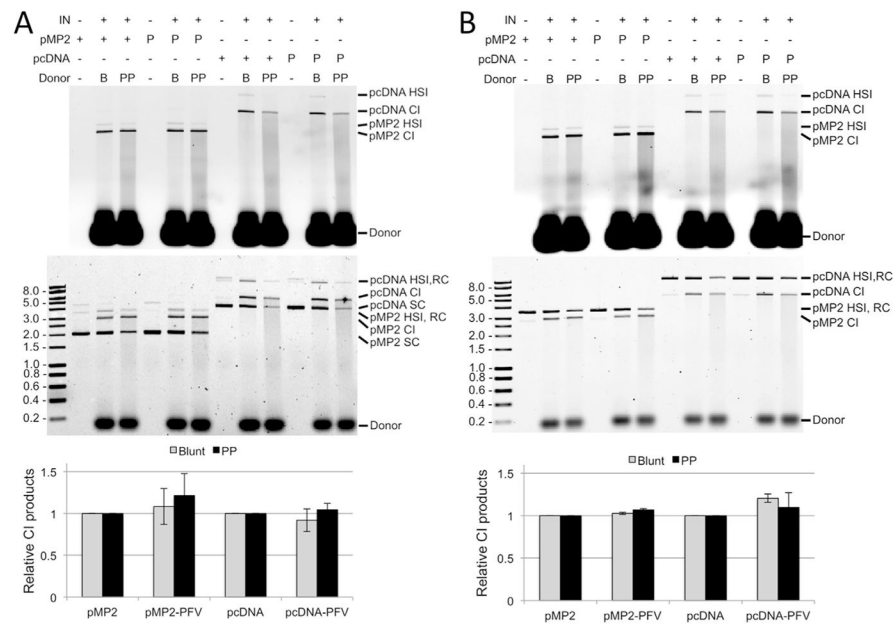 A
IN - + + - + + - + + - + +
pMP2 + + + P P P - - - - - -
pcDNA - - - - - - + + + P P P
Donor - B PP - B PP - B PP - B PP
pcDNA HSI
pcDNA CI
pMP2 HSI
pMP2 CI
Donor
8.0
5.0
3.0
2.0
1.5
1.0
0.8
0.6
0.4
0.2
pcDNA HSI,RC
pcDNA CI
pcDNA SC
pMP2 HSI, RC
pMP2 CI
pMP2 SC
Donor
Blunt PP
Relative CI products
1.5
1
0.5
0
pMP2 pMP2-PFV pcDNA pcDNA-PFV
B
IN - + + - + + - + + - + +
pMP2 + + + P P P - - - - - -
pcDNA - - - - - - + + + P P P
Donor - B PP - B PP - B PP - B PP
pcDNA HSI
pcDNA CI
pMP2 HSI
pMP2 CI
Donor
8.0
5.0
3.0
2.0
1.5
1.0
0.8
0.6
0.4
0.2
pcDNA HSI,RC
pcDNA CI
pMP2 HSI, RC
pMP2 CI
Donor
Blunt PP
Relative CI products
1.5
1
0.5
0
pMP2 pMP2-PFV pcDNA pcDNA-PFV